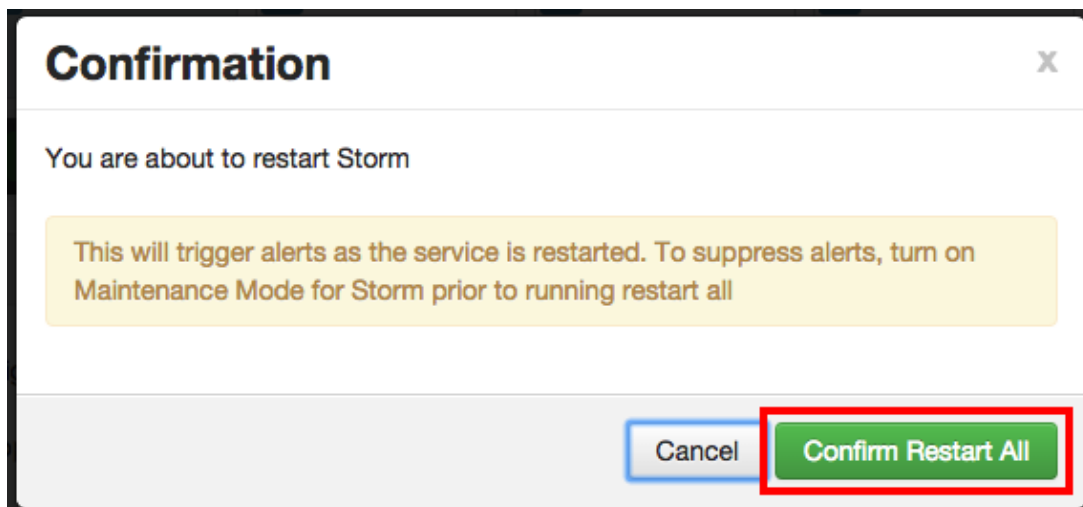 Confirmation
x
You are about to restart Storm
This will trigger alerts as the service is restarted. To suppress alerts, turn on
Maintenance Mode for Storm prior to running restart all
Cancel
Confirm Restart All